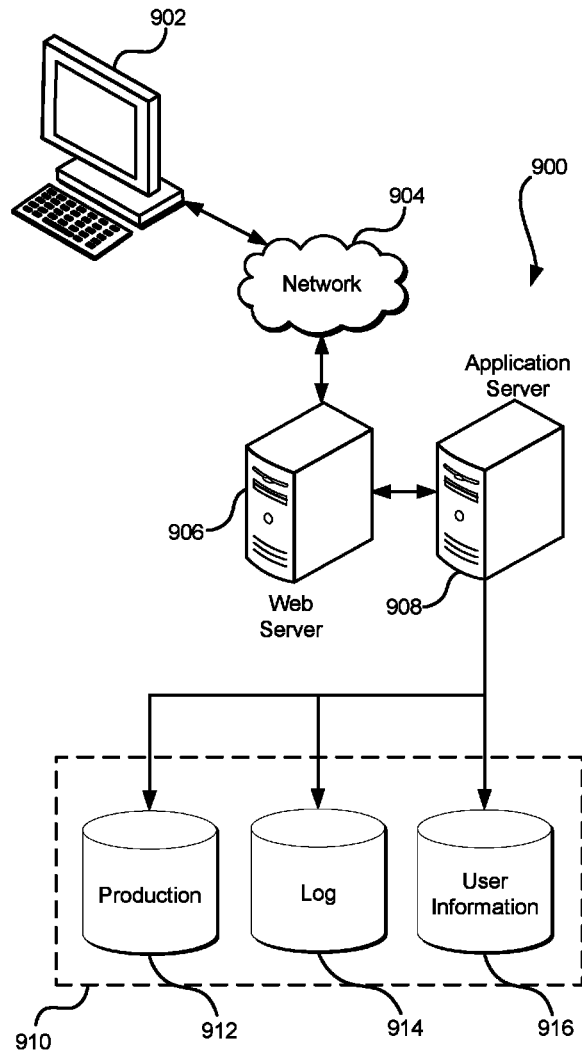 902
900
904
Network
Application
Server
906
Web
Server
908
Production
Log
User
Information
910
912
914
916